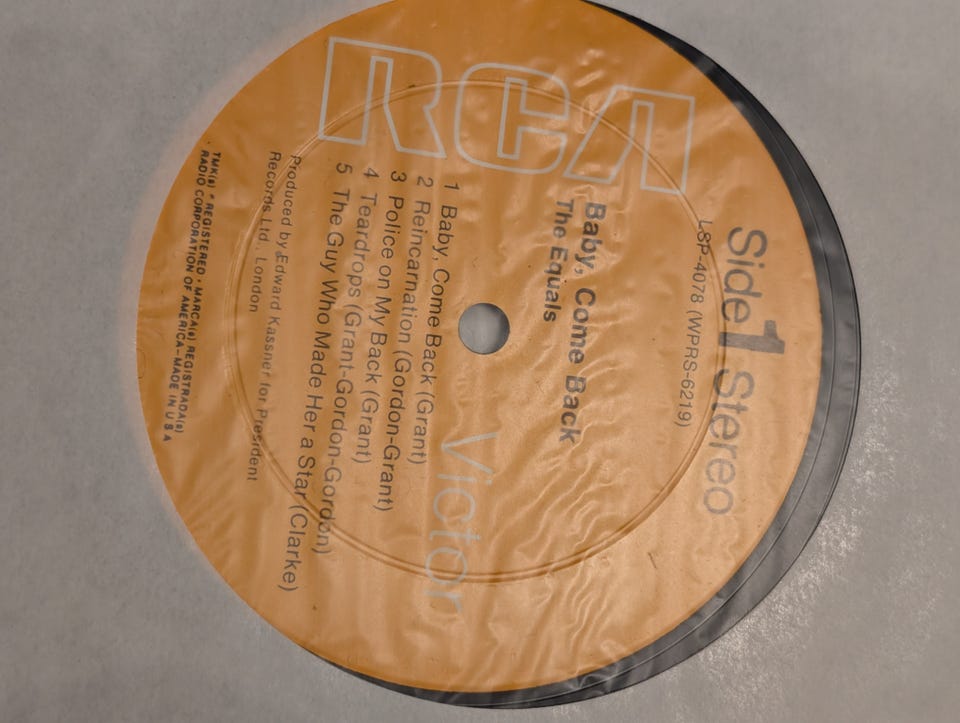 Side 1 Stereo
LSP-4078 (WPRS-6219)
Baby, Come Back
The Equals
RCA
Victor
1 Baby, Come Back (Grant)
2 Reincarnation (Gordon-Grant)
3 Police on My Back (Grant)
4 Teardrops (Grant-Gordon-Gordon)
5 The Guy Who Made Her a Star (Clarke)
Produced by Edward Kassner for President
Records Ltd., London
TMK(s) ® REGISTERED • MARCA(s) REGISTRADA(s)
RADIO CORPORATION OF AMERICA–MADE IN U S A